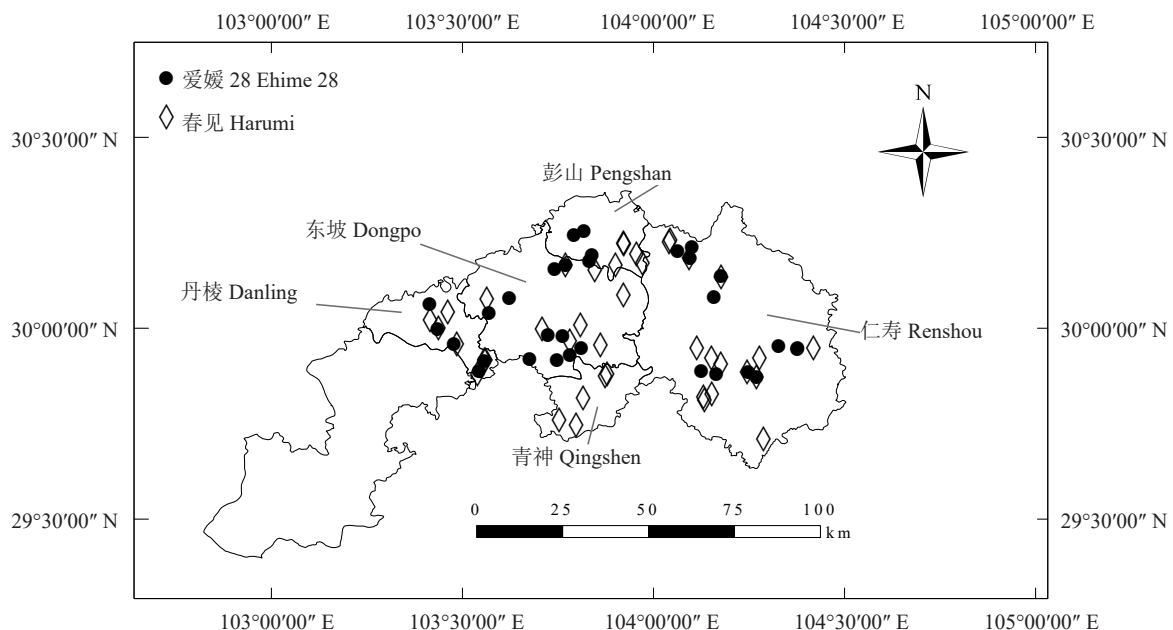 103°00′00″ E 103°30′00″ E 104°00′00″ E 104°30′00″ E 105°00′00″ E
爱媛 28 Ehime 28
春见 Harumi
N
30°30′00″ N 30°30′00″ N
彭山 Pengshan
东坡 Dongpo
丹棱 Danling
30°00′00″ N 30°00′00″ N
仁寿 Renshou
青神 Qingshen
0 25 50 75 100
km
29°30′00″ N 29°30′00″ N
103°00′00″ E 103°30′00″ E 104°00′00″ E 104°30′00″ E 105°00′00″ E